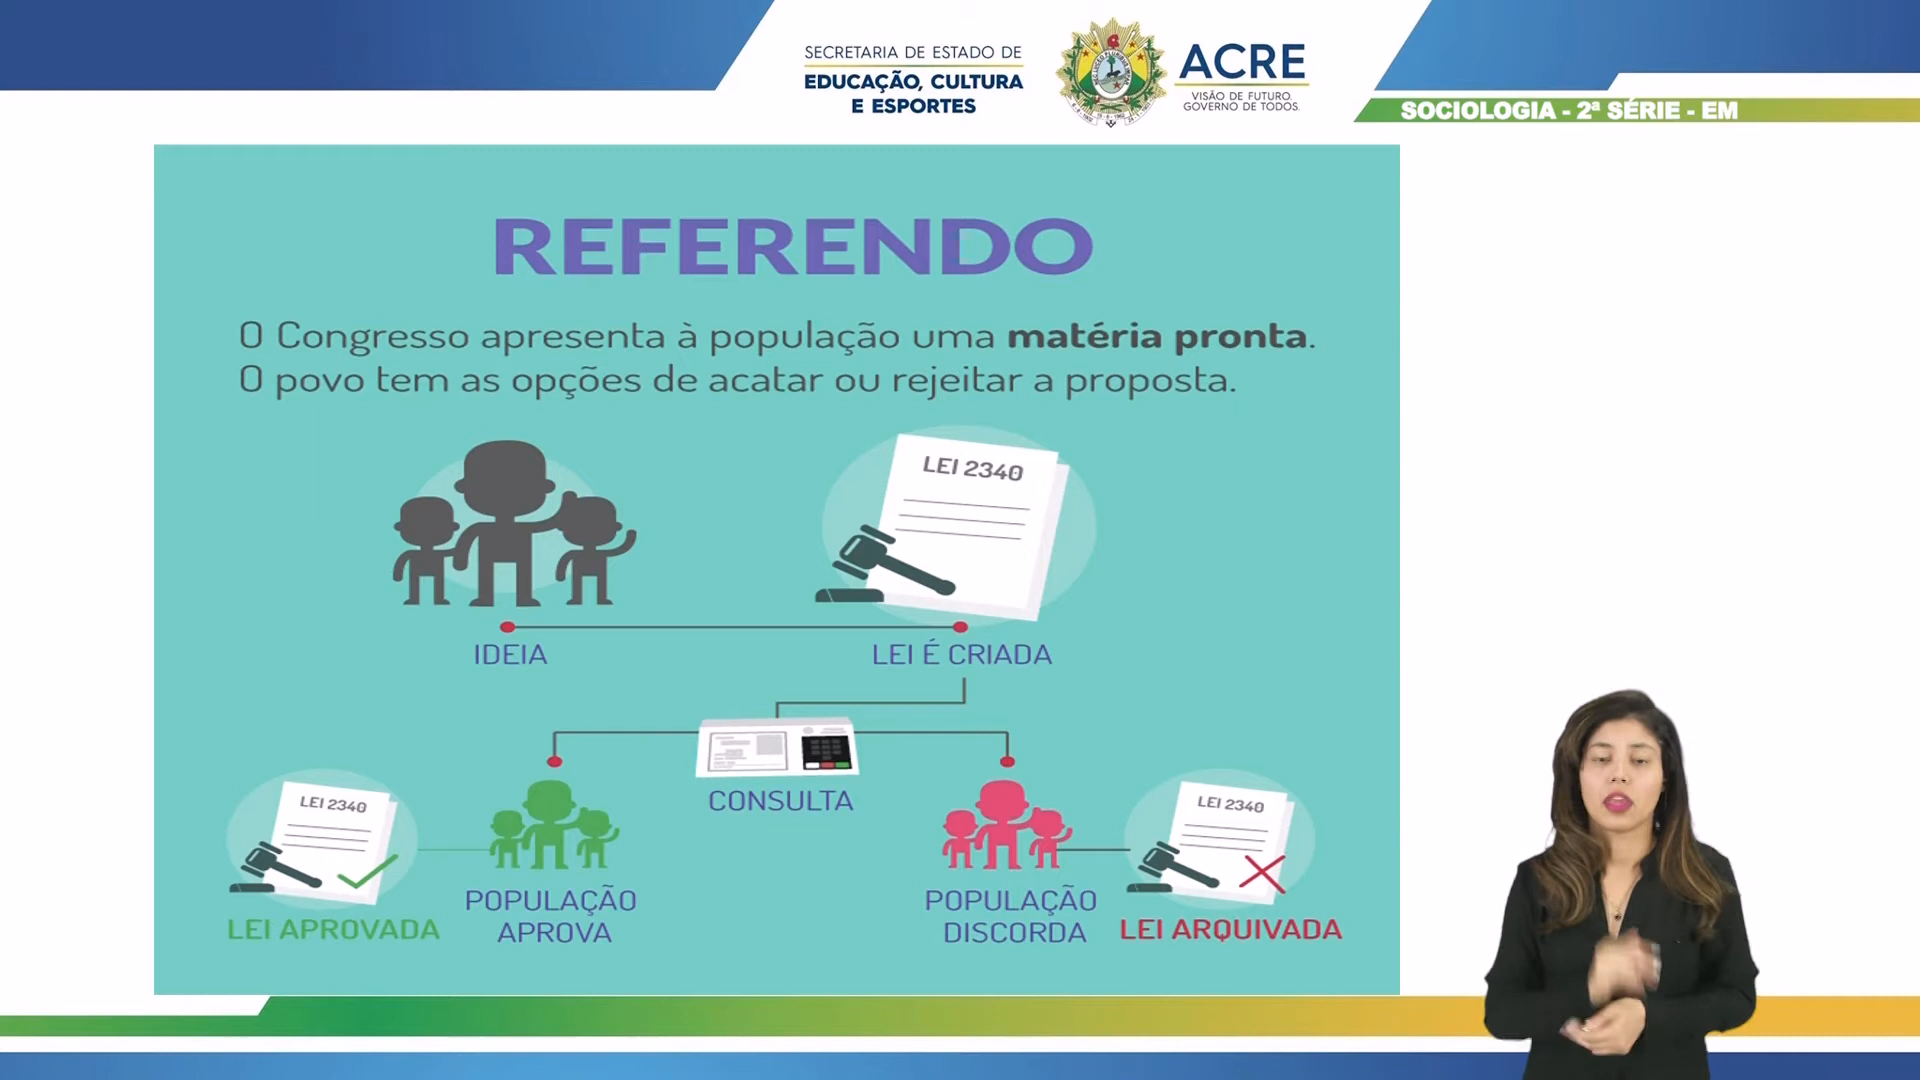 SECRETARIA DE ESTADO DE
EDUCAÇÃO, CULTURA
E ESPORTES
ACRE
VISÃO DE FUTURO.
GOVERNO DE TODOS.
SOCIOLOGIA - 2ª SÉRIE - EM
REFERENDO
O Congresso apresenta à população uma matéria pronta.
O povo tem as opções de acatar ou rejeitar a proposta.
LEI 2340
IDEIA
LEI É CRIADA
CONSULTA
LEI 2340
LEI APROVADA
POPULAÇÃO
APROVA
POPULAÇÃO
DISCORDA
LEI 2340
LEI ARQUIVADA